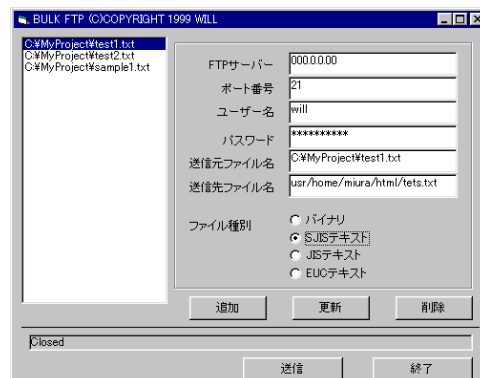 BULK FTP (C)COPYRIGHT 1999 WILL
C:¥MyProject¥test1.txt
C:¥MyProject¥test2.txt
C:¥MyProject¥sample1.txt
FTPサーバー 000.0.0.00
ポート番号 21
ユーザー名 will
パスワード **********
送信元ファイル名 C:¥MyProject¥test1.txt
送信先ファイル名 usr/home/miura/html/tets.txt
ファイル種別
バイナリ
SJISテキスト
JISテキスト
EUCテキスト
追加 更新 削除
Closed
送信 終了